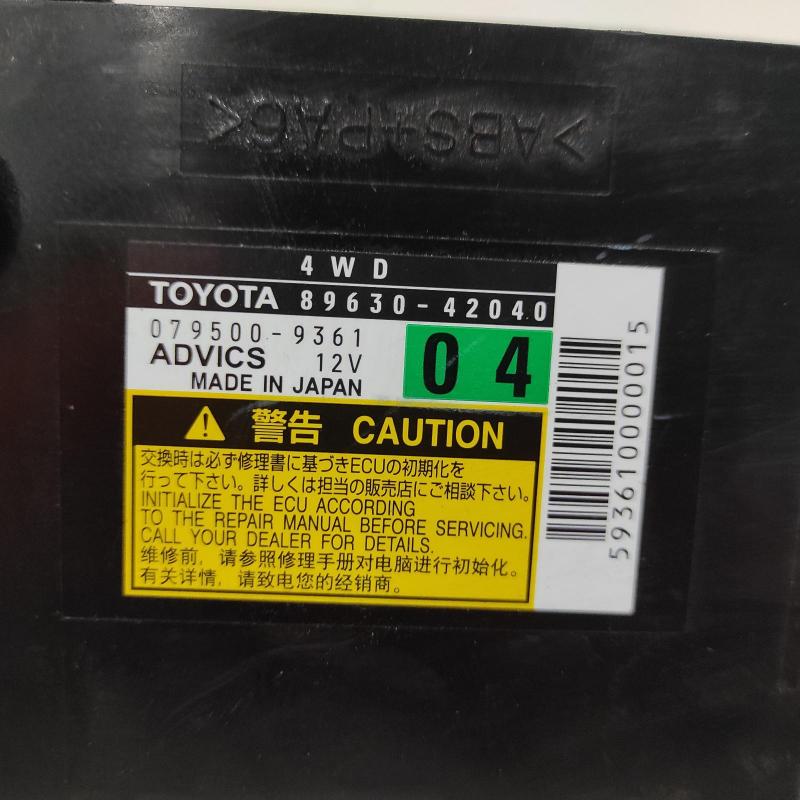 >ABS+PA6<
4WD
TOYOTA 89630-42040
079500-9361
ADVICS 12V
MADE IN JAPAN
04
警告 CAUTION
交換時は必ず修理書に基づきECUの初期化を
行って下さい。詳しくは担当の販売店にご相談下さい。
INITIALIZE THE ECU ACCORDING
TO THE REPAIR MANUAL BEFORE SERVICING.
CALL YOUR DEALER FOR DETAILS.
维修前，请参照修理手册对电脑进行初始化。
有关详情，请致电您的经销商。
593610000015